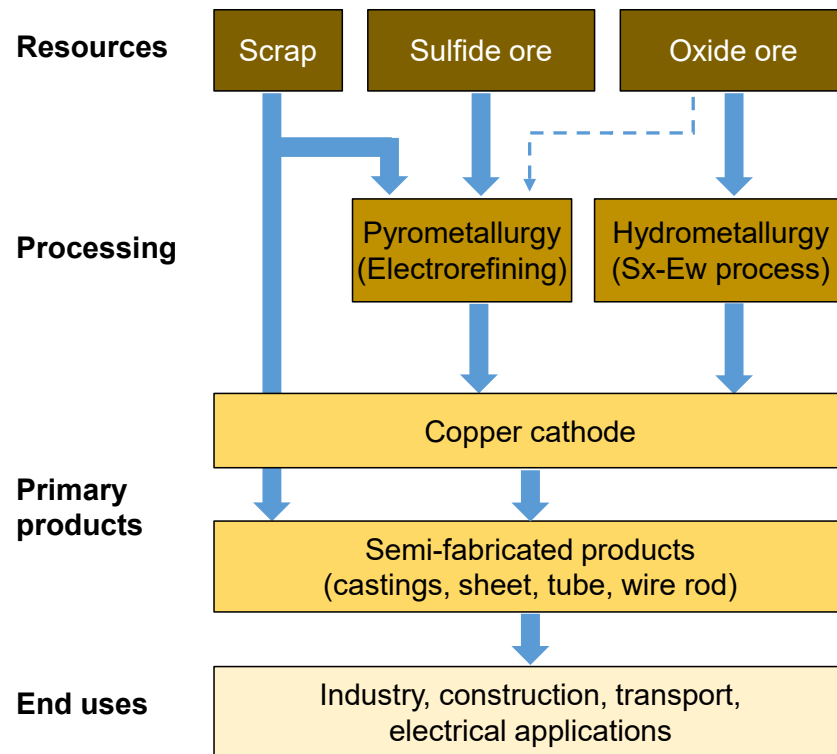 Resources
Scrap
Sulfide ore
Oxide ore
Processing
Pyrometallurgy
(Electrorefining)
Hydrometallurgy
(Sx-Ew process)
Copper cathode
Primary
products
Semi-fabricated products
(castings, sheet, tube, wire rod)
End uses
Industry, construction, transport,
electrical applications